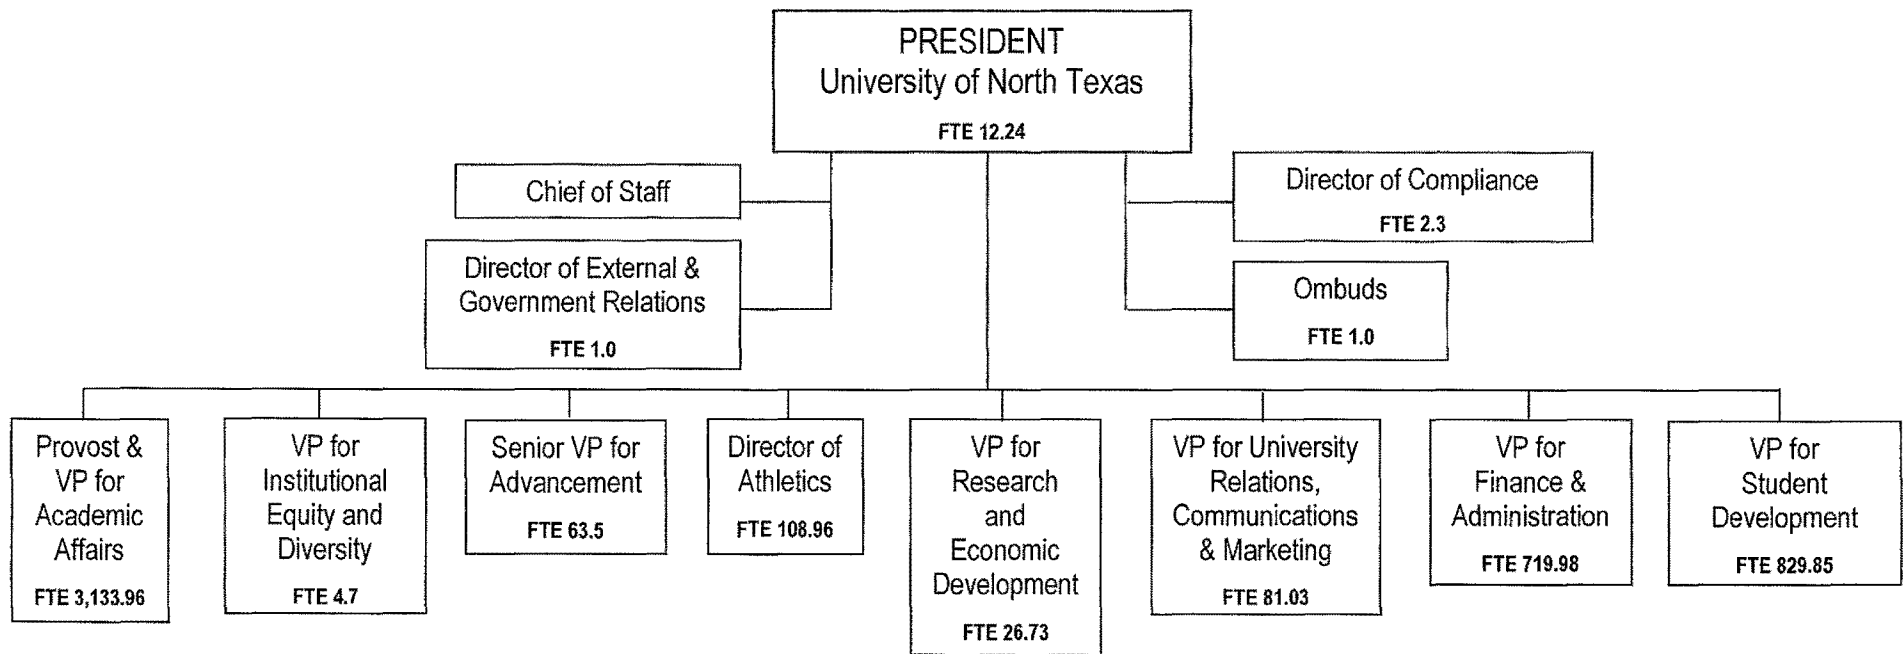 PRESIDENT
University of North Texas
FTE 12.24
Chief of Staff
Director of External &
Government Relations
FTE 1.0
Director of Compliance
FTE 2.3
Ombuds
FTE 1.0
Provost &
VP for
Academic
Affairs
FTE 3,133.96
VP for
Institutional
Equity and
Diversity
FTE 4.7
Senior VP for
Advancement
FTE 63.5
Director of
Athletics
FTE 108.96
VP for
Research
and
Economic
Development
FTE 26.73
VP for University
Relations,
Communications
& Marketing
FTE 81.03
VP for
Finance &
Administration
FTE 719.98
VP for
Student
Development
FTE 829.85